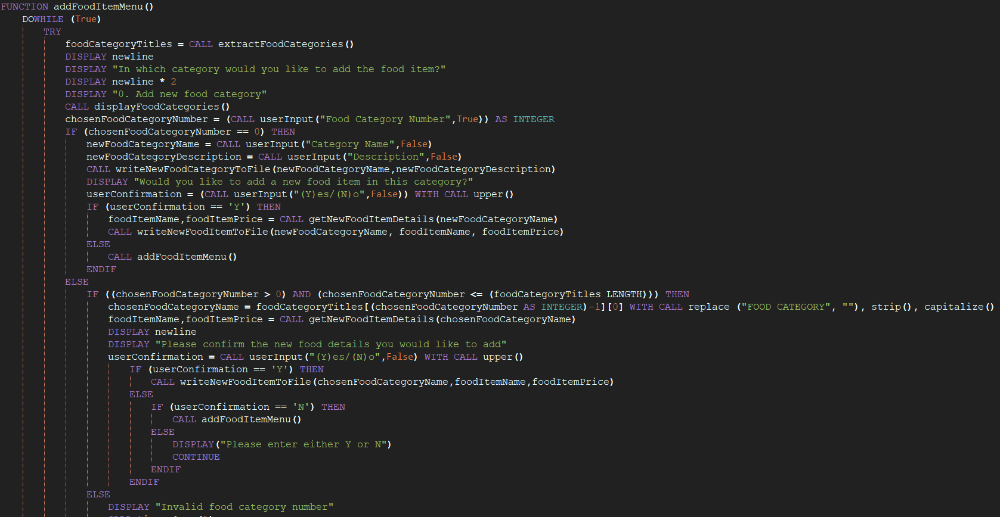 FUNCTION addFoodItemMenu()
DOWHILE (True)
TRY
foodCategoryTitles = CALL extractFoodCategories()
DISPLAY newline
DISPLAY "In which category would you like to add the food item?"
DISPLAY newline * 2
DISPLAY "0. Add new food category"
CALL displayFoodCategories()
chosenFoodCategoryNumber = (CALL userInput("Food Category Number",True)) AS INTEGER
IF (chosenFoodCategoryNumber == 0) THEN
newFoodCategoryName = CALL userInput("Category Name",False)
newFoodCategoryDescription = CALL userInput("Description",False)
CALL writeNewFoodCategoryToFile(newFoodCategoryName,newFoodCategoryDescription)
DISPLAY "Would you like to add a new food item in this category?"
userConfirmation = (CALL userInput("(Y)es/(N)o",False)) WITH CALL upper()
IF (userConfirmation == 'Y') THEN
foodItemName,foodItemPrice = CALL getNewFoodItemDetails(newFoodCategoryName)
CALL writeNewFoodItemToFile(newFoodCategoryName, foodItemName, foodItemPrice)
ELSE
CALL addFoodItemMenu()
ENDIF
ELSE
IF ((chosenFoodCategoryNumber > 0) AND (chosenFoodCategoryNumber <= (foodCategoryTitles LENGTH))) THEN
chosenFoodCategoryName = foodCategoryTitles[(chosenFoodCategoryNumber AS INTEGER)-1][0] WITH CALL replace ("FOOD CATEGORY", ""), strip(), capitalize()
foodItemName,foodItemPrice = CALL getNewFoodItemDetails(chosenFoodCategoryName)
DISPLAY newline
DISPLAY "Please confirm the new food details you would like to add"
userConfirmation = CALL userInput("(Y)es/(N)o",False) WITH CALL upper()
IF (userConfirmation == 'Y') THEN
CALL writeNewFoodItemToFile(chosenFoodCategoryName,foodItemName,foodItemPrice)
ELSE
IF (userConfirmation == 'N') THEN
CALL addFoodItemMenu()
ELSE
DISPLAY("Please enter either Y or N")
CONTINUE
ENDIF
ENDIF
ELSE
DISPLAY "Invalid food category number"